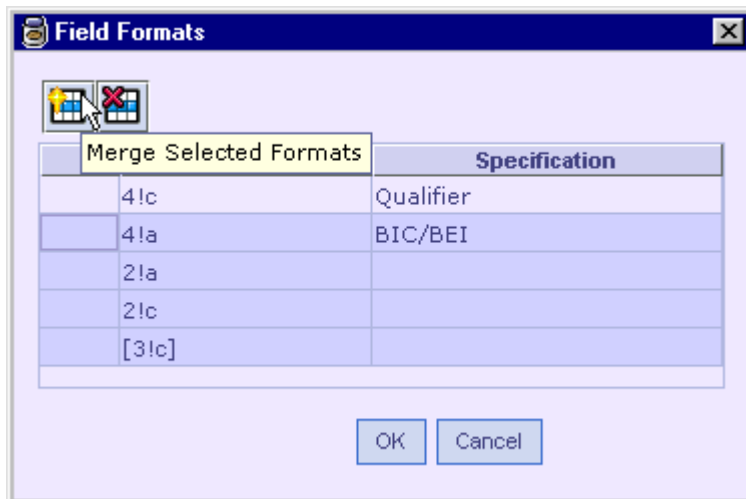 Field Formats
Merge Selected Formats
Specification
4!c Qualifier
4!a BIC/BEI
2!a
2!c
[3!c]
OK Cancel